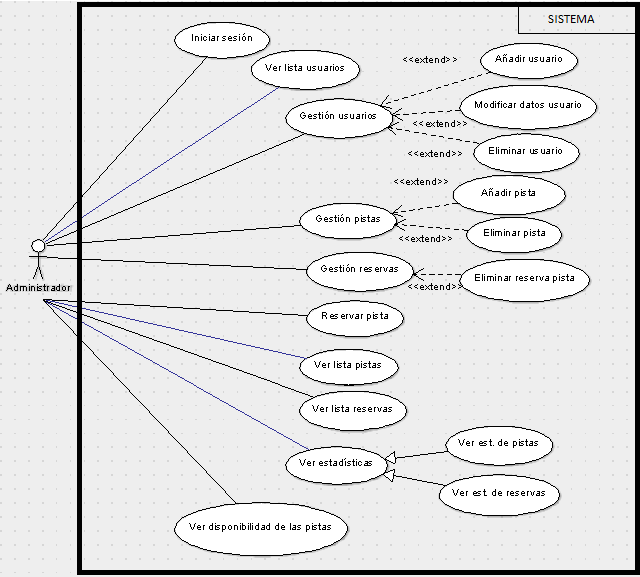 SISTEMA
Iniciar sesión
Ver lista usuarios
<<extend>>
Añadir usuario
Gestión usuarios
Modificar datos usuario
<<extend>>
Eliminar usuario
<<extend>>
<<extend>>
Añadir pista
Gestión pistas
Eliminar pista
<<extend>>
Gestión reservas
Eliminar reserva pista
<<extend>>
Administrador
Reservar pista
Ver lista pistas
Ver lista reservas
Ver est. de pistas
Ver estadísticas
Ver est. de reservas
Ver disponibilidad de las pistas